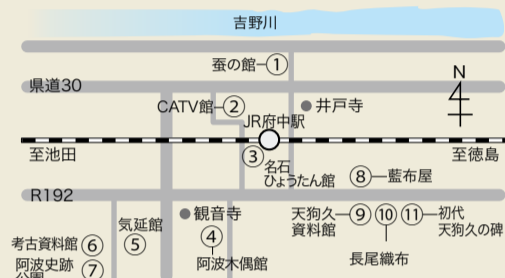 吉野川
蚕の館 ①
県道30
N
CATV館 ②
井戸寺
JR府中駅
至池田
③ 名石
ひょうたん館
至徳島
⑧ 藍布屋
R192
気延館
⑤
観音寺
④
阿波木偶館
天狗久
資料館
⑨ ⑩ ⑪
初代
天狗久の碑
長尾織布
考古資料館 ⑥
阿波史跡
公園 ⑦